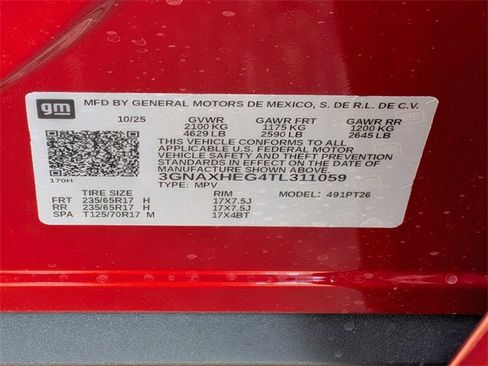 gm MFD BY GENERAL MOTORS DE MEXICO, S. DE R.L. DE C.V.
10/25 GVWR GAWR FRT GAWR RR
2100 KG 1175 KG 1200 KG
4629 LB 2590 LB 2645 LB
THIS VEHICLE CONFORMS TO ALL
APPLICABLE U.S. FEDERAL MOTOR VEHICLE
SAFETY, BUMPER, AND THEFT PREVENTION
STANDARDS IN EFFECT ON THE DATE OF
MANUFACTURE SHOWN ABOVE.
170H 3GNAXHEG4TL311059
TYPE: MPV MODEL: 491PT26
TIRE SIZE RIM
FRT 235/65R17 H 17X7.5J
RR 235/65R17 H 17X7.5J
SPA T125/70R17 M 17X4BT